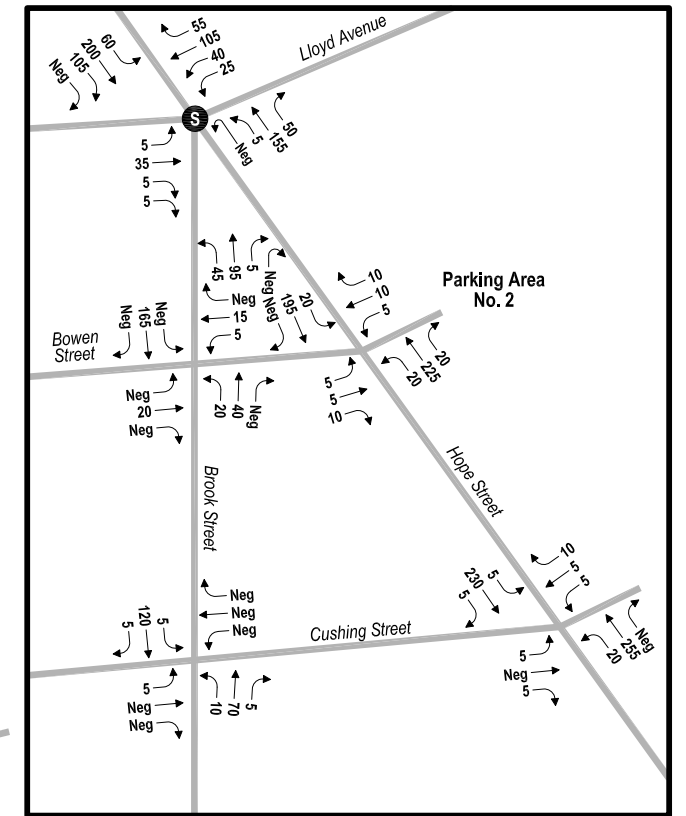 60
200
105
Neg
55
105
40
25
Lloyd Avenue
S
5
35
5
5
Neg
5
155
50
45
95
5
Neg
Neg
15
5
Neg
195
20
10
10
5
Parking Area
No. 2
Bowen
Street
Neg
165
Neg
Neg
20
Neg
20
40
Neg
5
5
10
20
225
20
Hope Street
Brook Street
5
230
5
10
5
5
Neg
Neg
Neg
Cushing Street
5
120
5
5
Neg
Neg
10
70
5
5
Neg
5
20
255
Neg